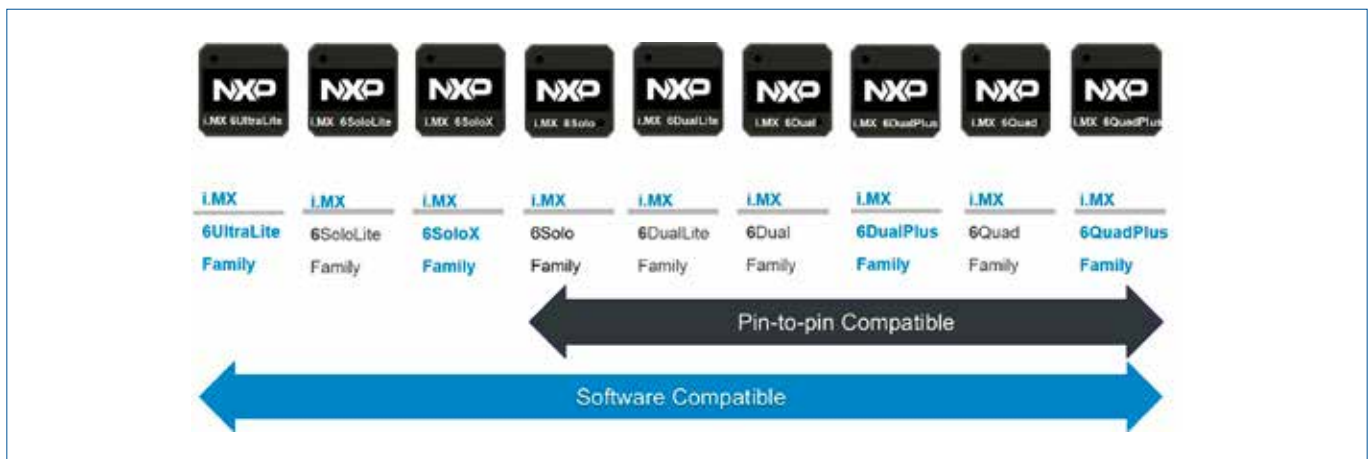 NXP NXP NXP NXP NXP NXP NXP NXP NXP
i.MX 6UltraLite i.MX 6SoloLite i.MX 6SoloX i.MX 6Solo i.MX 6DualLite i.MX 6Dual i.MX 6DualPlus i.MX 6Quad i.MX 6QuadPlus
i.MX i.MX i.MX i.MX i.MX i.MX i.MX i.MX i.MX
6UltraLite 6SoloLite 6SoloX 6Solo 6DualLite 6Dual 6DualPlus 6Quad 6QuadPlus
Family Family Family Family Family Family Family Family Family
Pin-to-pin Compatible
Software Compatible